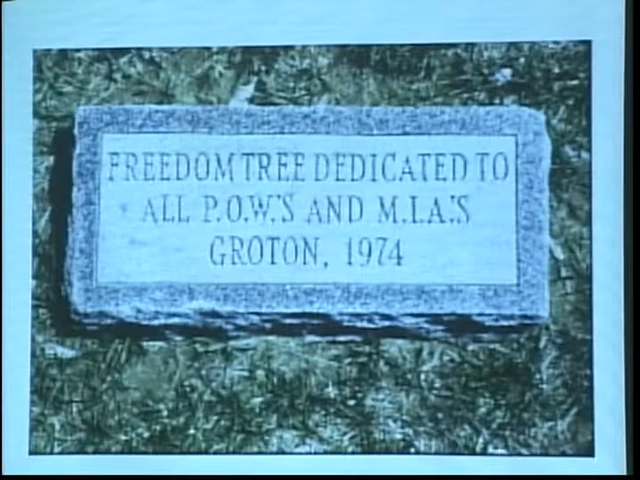 FREEDOM TREE DEDICATED TO
ALL P.O.W.'S AND M.I.A.'S
GROTON, 1974